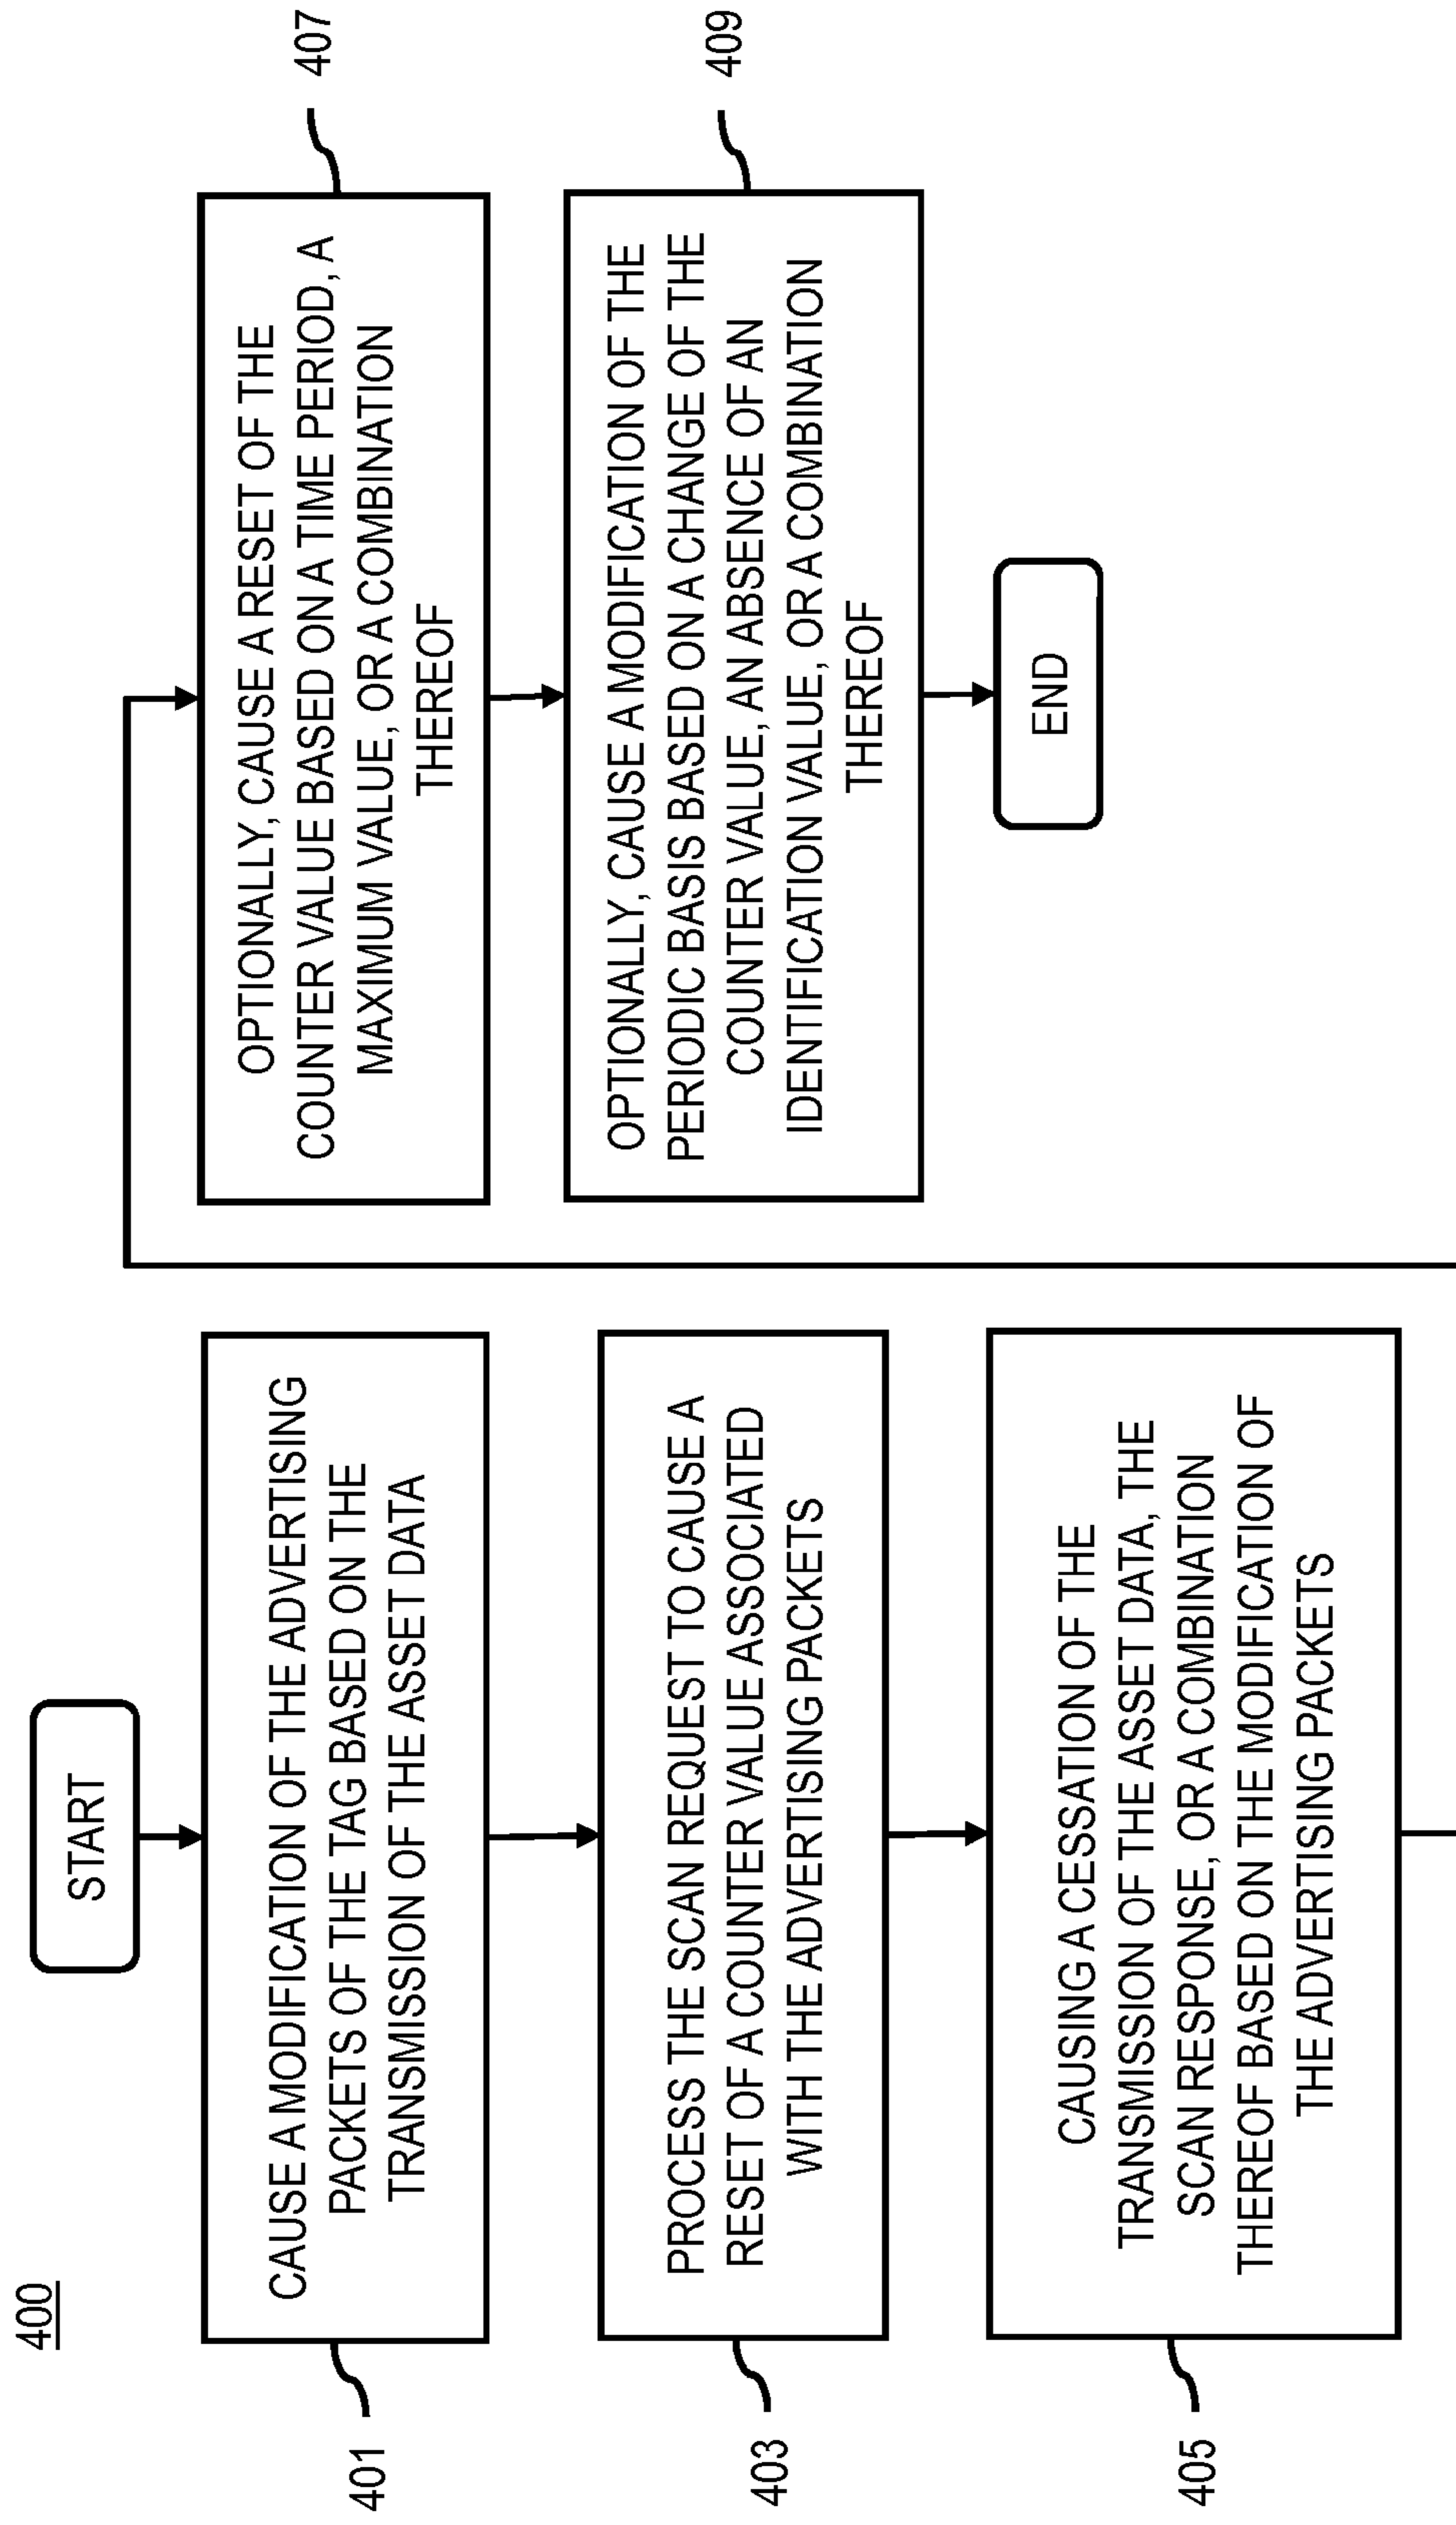 400
START
CAUSE A MODIFICATION OF THE ADVERTISING
PACKETS OF THE TAG BASED ON THE
TRANSMISSION OF THE ASSET DATA
401
PROCESS THE SCAN REQUEST TO CAUSE A
RESET OF A COUNTER VALUE ASSOCIATED
WITH THE ADVERTISING PACKETS
403
CAUSING A CESSATION OF THE
TRANSMISSION OF THE ASSET DATA, THE
SCAN RESPONSE, OR A COMBINATION
THEREOF BASED ON THE MODIFICATION OF
THE ADVERTISING PACKETS
405
OPTIONALLY, CAUSE A RESET OF THE
COUNTER VALUE BASED ON A TIME PERIOD, A
MAXIMUM VALUE, OR A COMBINATION
THEREOF
407
OPTIONALLY, CAUSE A MODIFICATION OF THE
PERIODIC BASIS BASED ON A CHANGE OF THE
COUNTER VALUE, AN ABSENCE OF AN
IDENTIFICATION VALUE, OR A COMBINATION
THEREOF
409
END